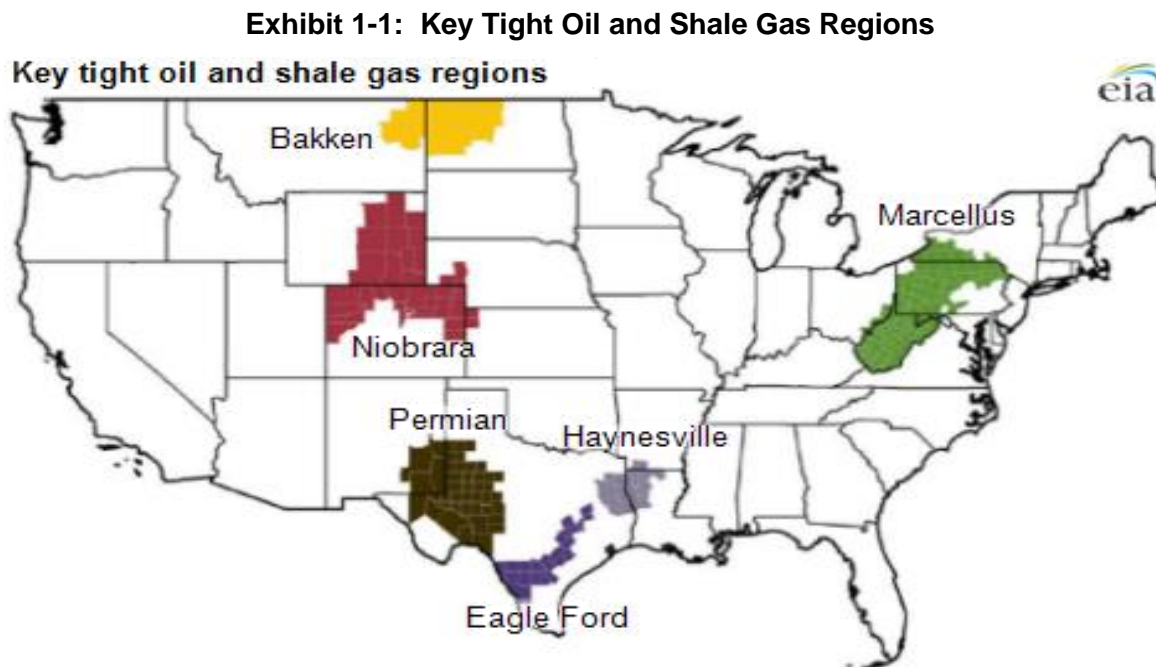 Exhibit 1-1: Key Tight Oil and Shale Gas Regions
Key tight oil and shale gas regions
eia
Bakken
Marcellus
Niobrara
Permian
Haynesville
Eagle Ford